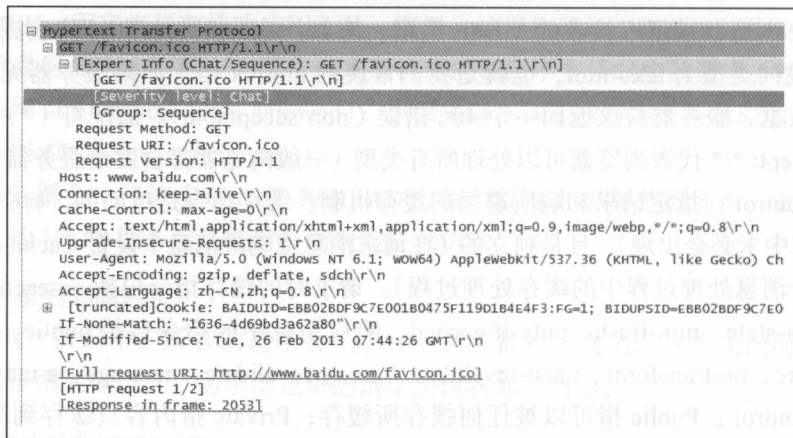 Hypertext Transfer Protocol
GET /favicon.ico HTTP/1.1\r\n
[Expert Info (Chat/Sequence): GET /favicon.ico HTTP/1.1\r\n]
[GET /favicon.ico HTTP/1.1\r\n]
[Severity level: Chat]
[Group: Sequence]
Request Method: GET
Request URI: /favicon.ico
Request Version: HTTP/1.1
Host: www.baidu.com\r\n
Connection: keep-alive\r\n
Cache-Control: max-age=0\r\n
Accept: text/html,application/xhtml+xml,application/xml;q=0.9,image/webp,*/*;q=0.8\r\n
Upgrade-Insecure-Requests: 1\r\n
User-Agent: Mozilla/5.0 (Windows NT 6.1; WOW64) AppleWebKit/537.36 (KHTML, like Gecko) Ch
Accept-Encoding: gzip, deflate, sdch\r\n
Accept-Language: zh-CN,zh;q=0.8\r\n
[truncated]Cookie: BAIDUID=EBB02BDF9C7E001B0475F119D1B4E4F3:FG=1; BIDUPSID=EBB02BDF9C7E0
If-None-Match: "1836-4d69bd8d32a80"\r\n
If-Modified-Since: Tue, 26 Feb 2013 07:44:26 GMT\r\n
\r\n
[Full request URI: http://www.baidu.com/favicon.ico]
[HTTP request 1/2]
[Response in frame: 2053]